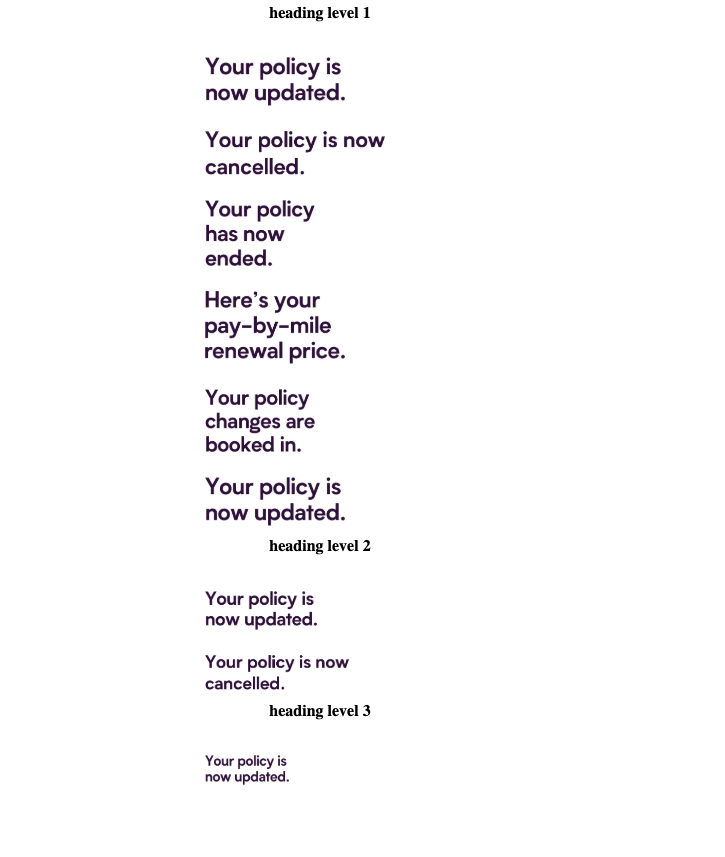 heading level 1
Your policy is
now updated.
Your policy is now
cancelled.
Your policy
has now
ended.
Here’s your
pay-by-mile
renewal price.
Your policy
changes are
booked in.
Your policy is
now updated.
heading level 2
Your policy is
now updated.
Your policy is now
cancelled.
heading level 3
Your policy is
now updated.